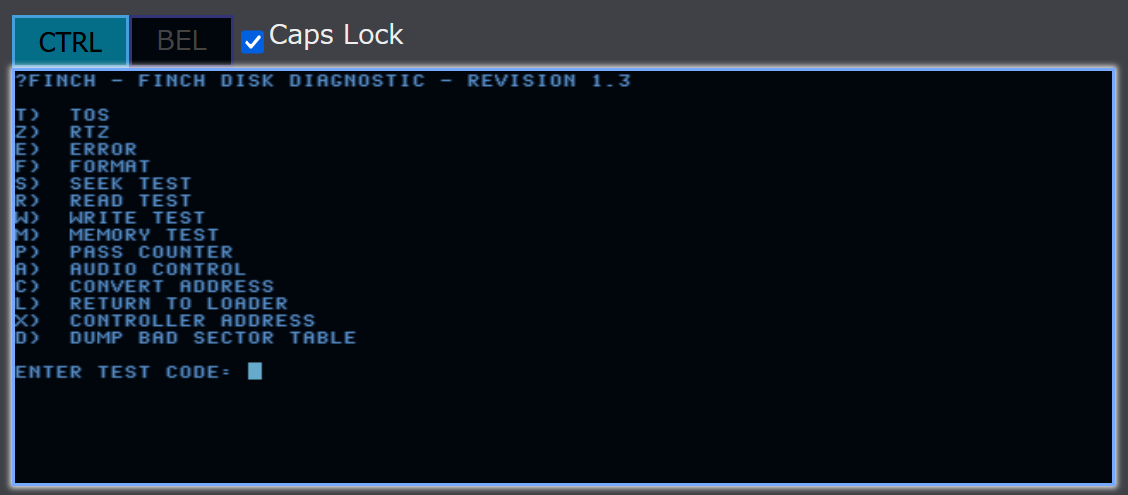 CTRL BEL Caps Lock
?FINCH - FINCH DISK DIAGNOSTIC - REVISION 1.3
T) TOS
Z) RTZ
E) ERROR
F) FORMAT
S) SEEK TEST
R) READ TEST
W) WRITE TEST
M) MEMORY TEST
P) PASS COUNTER
A) AUDIO CONTROL
C) CONVERT ADDRESS
L) RETURN TO LOADER
X) CONTROLLER ADDRESS
D) DUMP BAD SECTOR TABLE
ENTER TEST CODE: